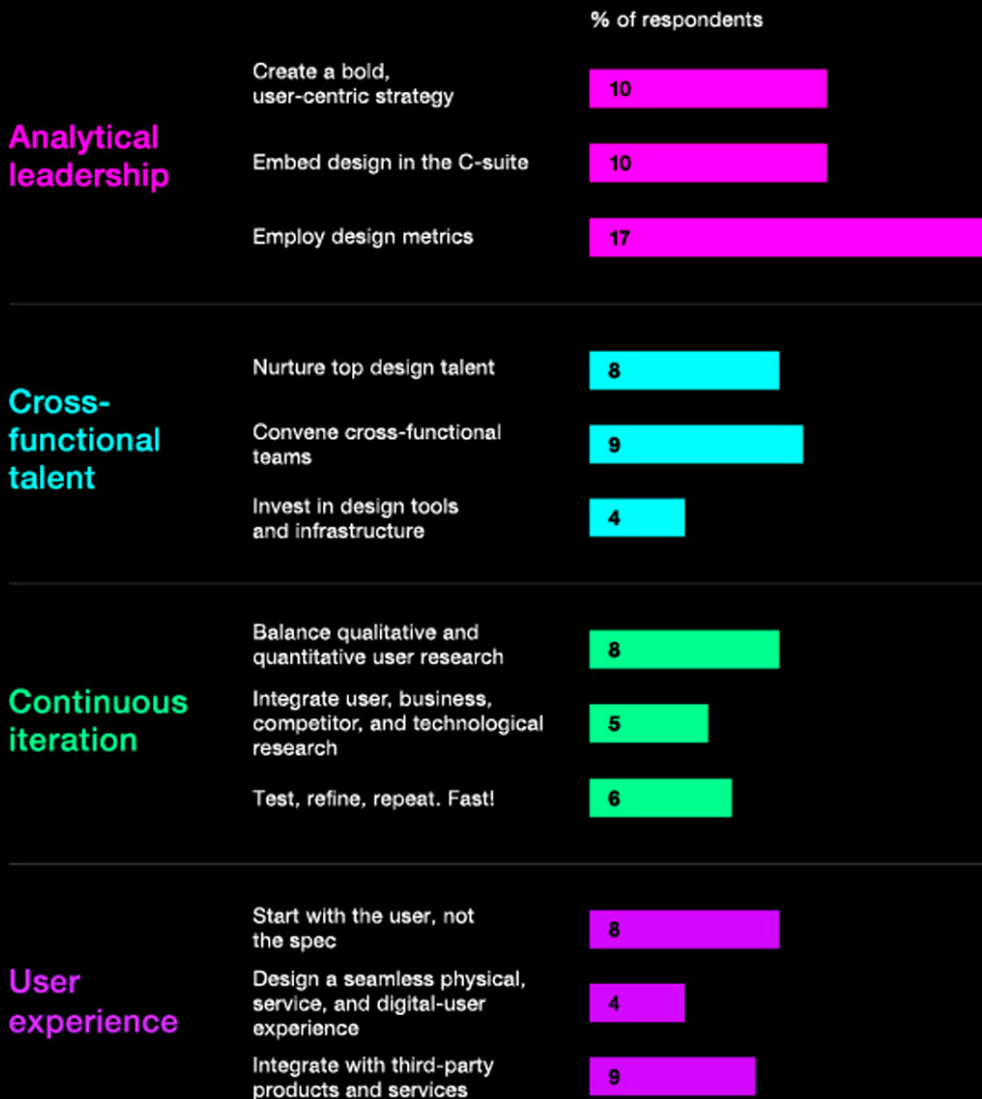 % of respondents
Analytical
leadership
Create a bold,
user-centric strategy
10
Embed design in the C-suite
10
Employ design metrics
17
Cross-
functional
talent
Nurture top design talent
8
Convene cross-functional
teams
9
Invest in design tools
and infrastructure
4
Continuous
iteration
Balance qualitative and
quantitative user research
8
Integrate user, business,
competitor, and technological
research
5
Test, refine, repeat. Fast!
6
User
experience
Start with the user, not
the spec
8
Design a seamless physical,
service, and digital-user
experience
4
Integrate with third-party
products and services
9